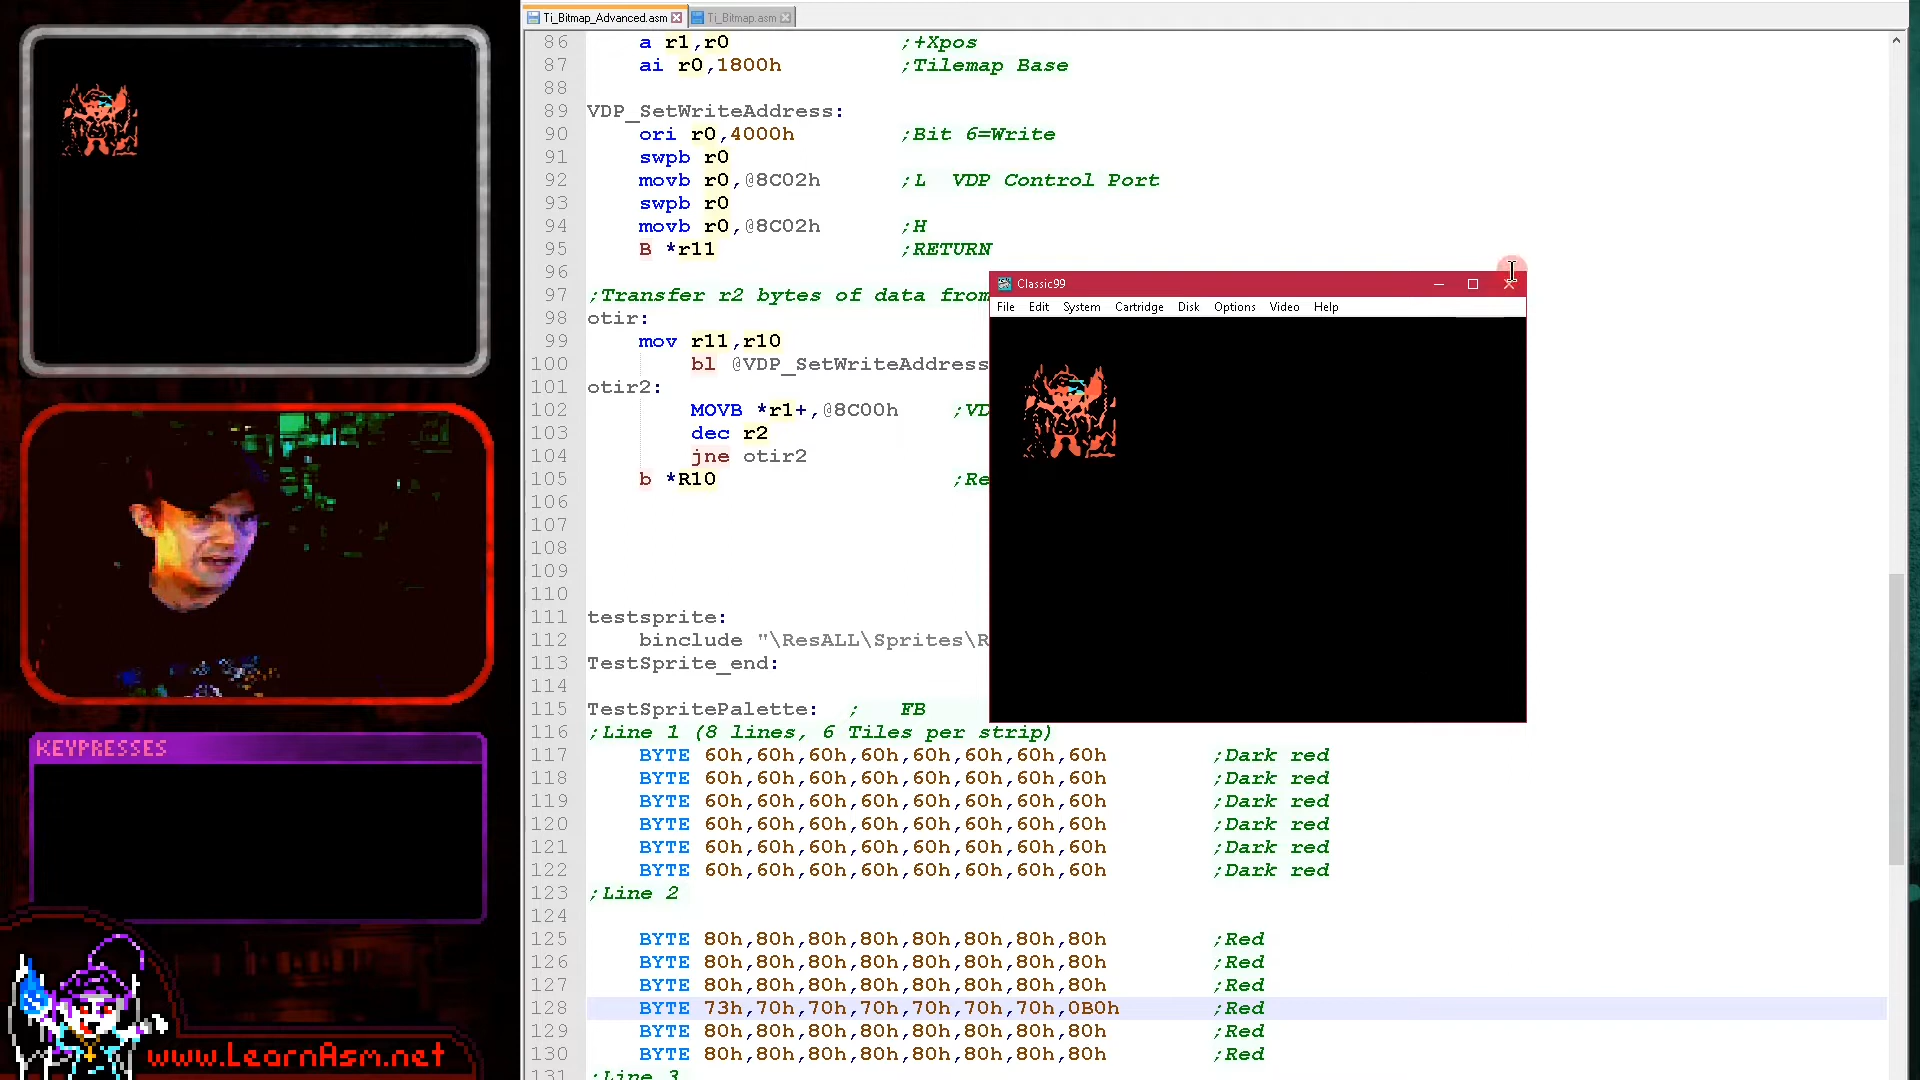 Ti_Bitmap_Advanced.asm
Ti_Bitmap.asm
86 a r1,r0 ;+Xpos
87 ai r0,1800h ;Tilemap Base
88
89 VDP_SetWriteAddress:
90 ori r0,4000h ;Bit 6=Write
91 swpb r0
92 movb r0,@8C02h ;L VDP Control Port
93 swpb r0
94 movb r0,@8C02h ;H
95 B *r11 ;RETURN
96
97 ;Transfer r2 bytes of data from
98 otir:
99 mov r11,r10
100 bl @VDP_SetWriteAddress
101 otir2:
102 MOVB *r1+,@8C00h ;VD
103 dec r2
104 jne otir2
105 b *R10 ;Re
106
107
108
109
110
111 testsprite:
112 binclude "\ResALL\Sprites\R
113 TestSprite_end:
114
115 TestSpritePalette: ; FB
116 ;Line 1 (8 lines, 6 Tiles per strip)
117 BYTE 60h,60h,60h,60h,60h,60h,60h,60h ;Dark red
118 BYTE 60h,60h,60h,60h,60h,60h,60h,60h ;Dark red
119 BYTE 60h,60h,60h,60h,60h,60h,60h,60h ;Dark red
120 BYTE 60h,60h,60h,60h,60h,60h,60h,60h ;Dark red
121 BYTE 60h,60h,60h,60h,60h,60h,60h,60h ;Dark red
122 BYTE 60h,60h,60h,60h,60h,60h,60h,60h ;Dark red
123 ;Line 2
124
125 BYTE 80h,80h,80h,80h,80h,80h,80h,80h ;Red
126 BYTE 80h,80h,80h,80h,80h,80h,80h,80h ;Red
127 BYTE 80h,80h,80h,80h,80h,80h,80h,80h ;Red
128 BYTE 73h,70h,70h,70h,70h,70h,70h,0B0h ;Red
129 BYTE 80h,80h,80h,80h,80h,80h,80h,80h ;Red
130 BYTE 80h,80h,80h,80h,80h,80h,80h,80h ;Red
131 ;Line 3
Classic99
File Edit System Cartridge Disk Options Video Help
KEYPRESSES
www.LearnAsm.net